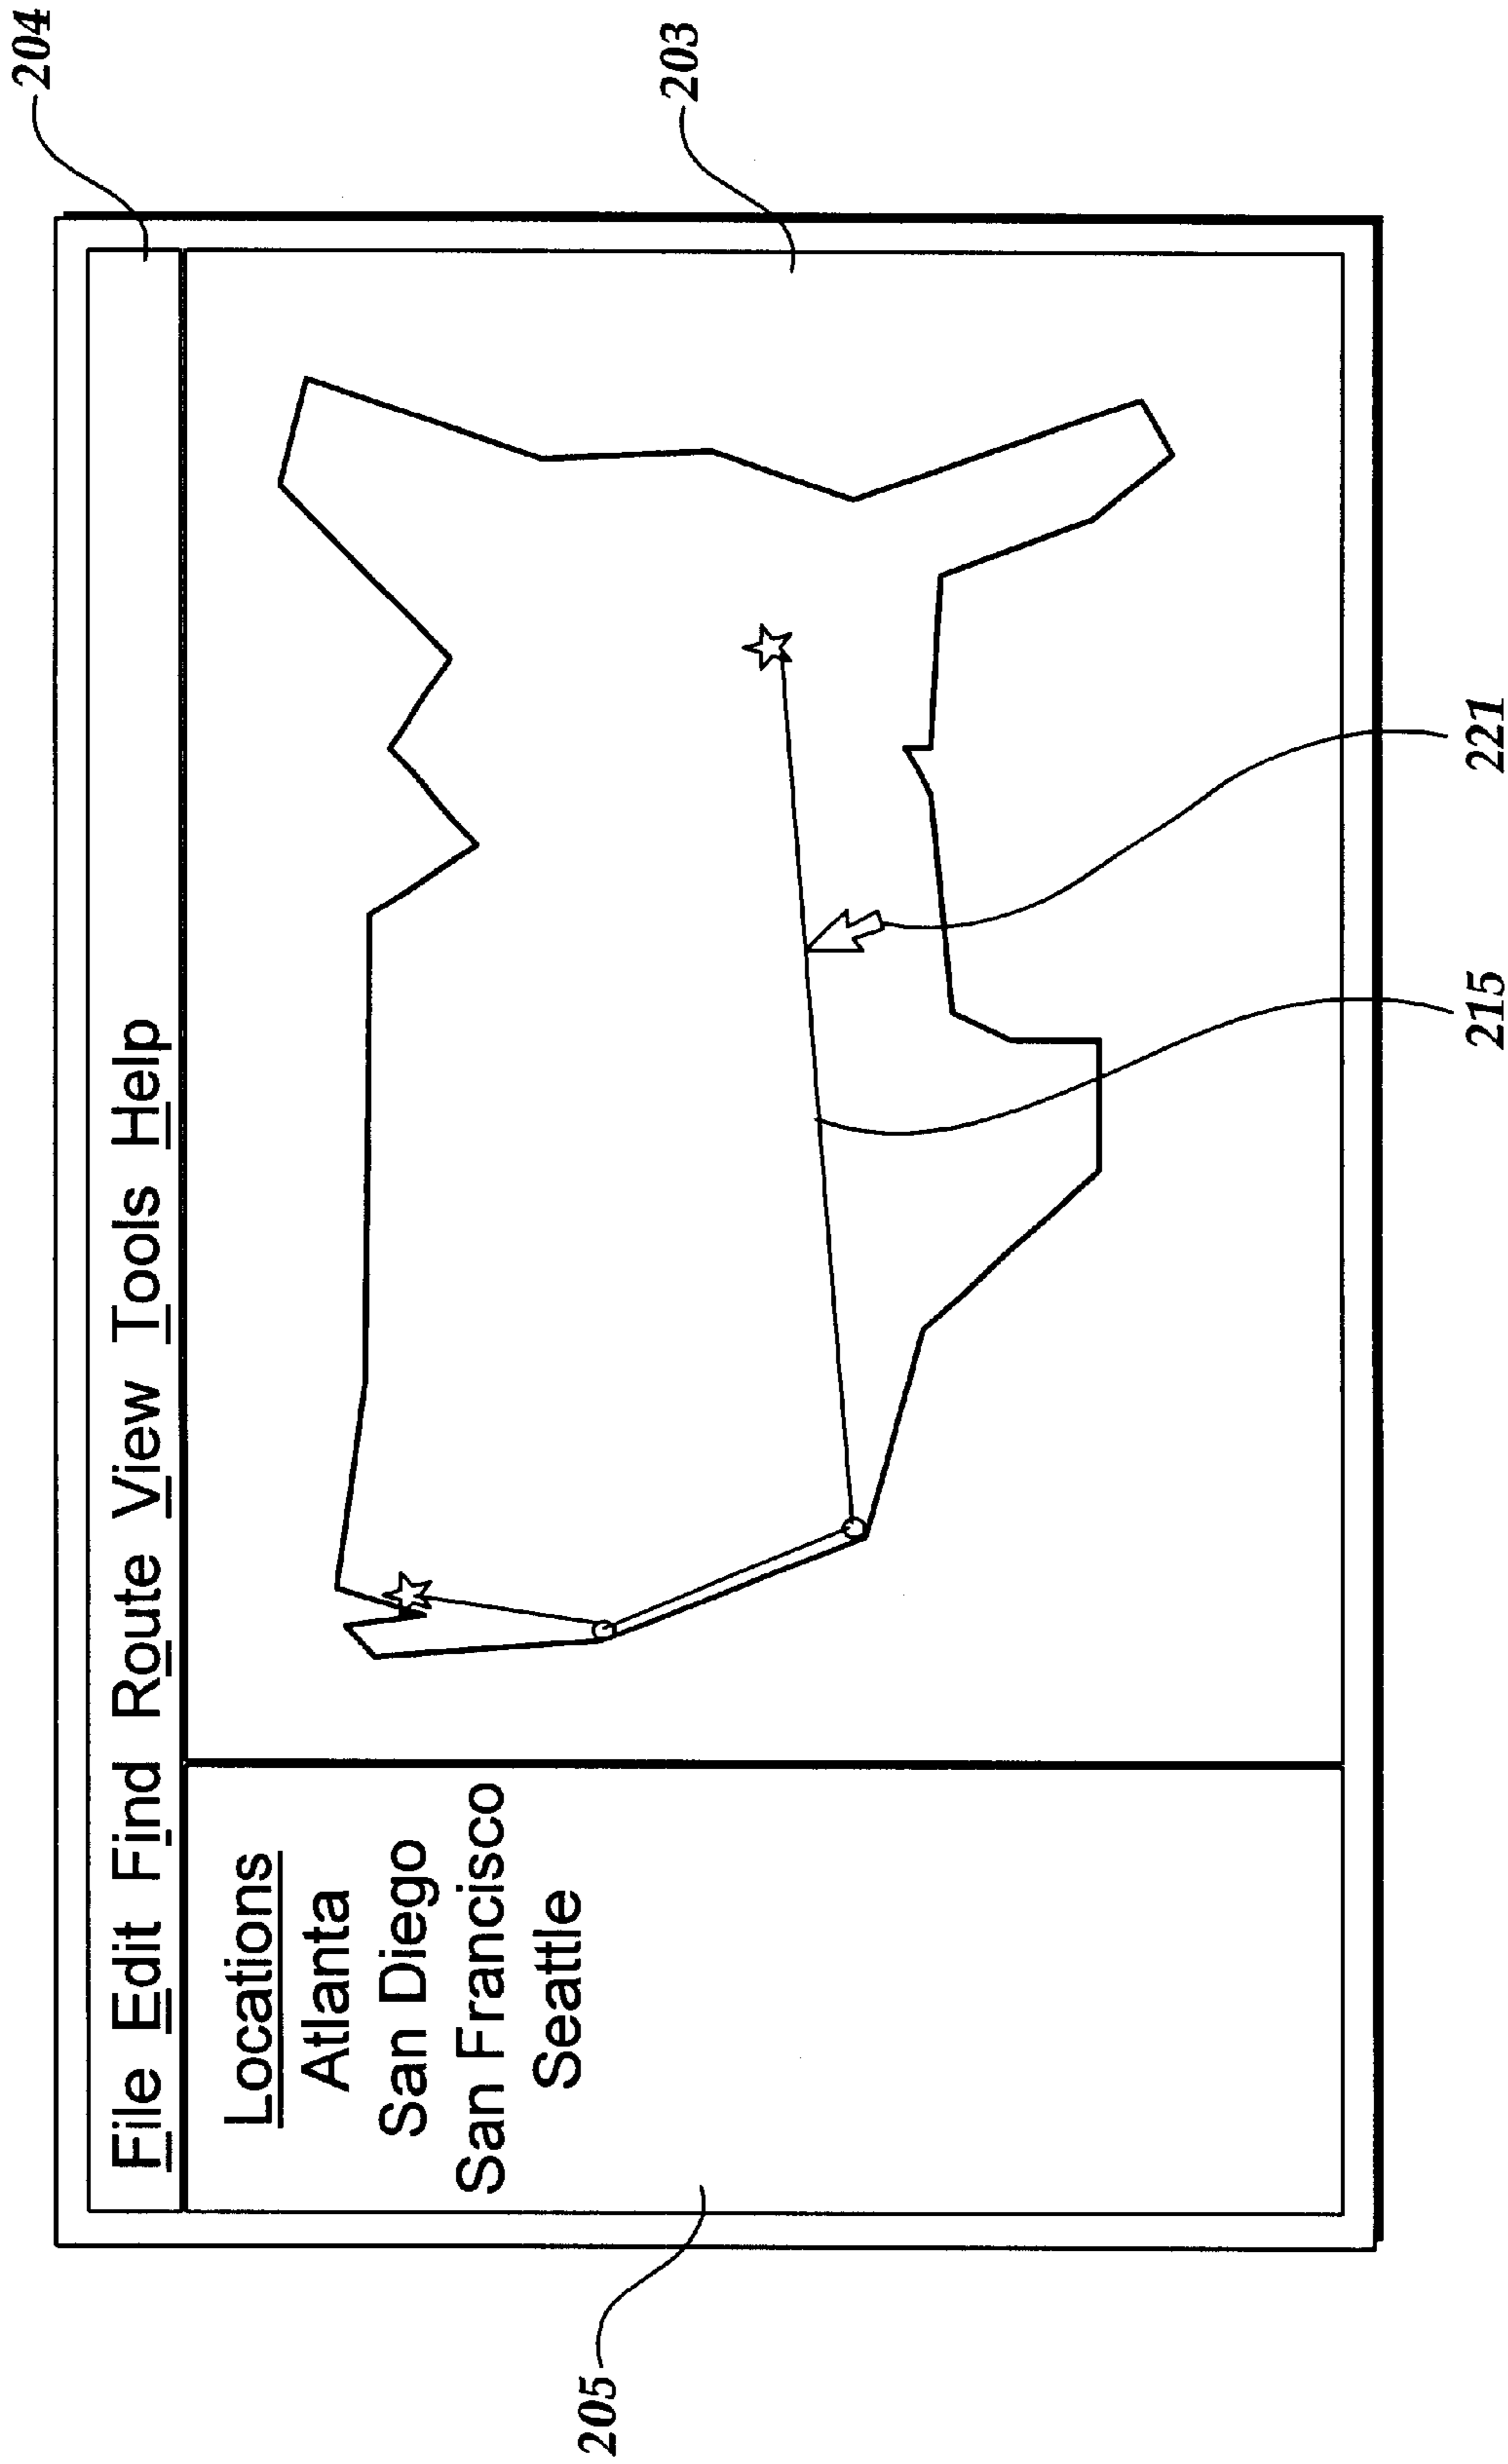 204
File Edit Find Route View Tools Help
Locations
Atlanta
San Diego
San Francisco
Seattle
205
203
221
215